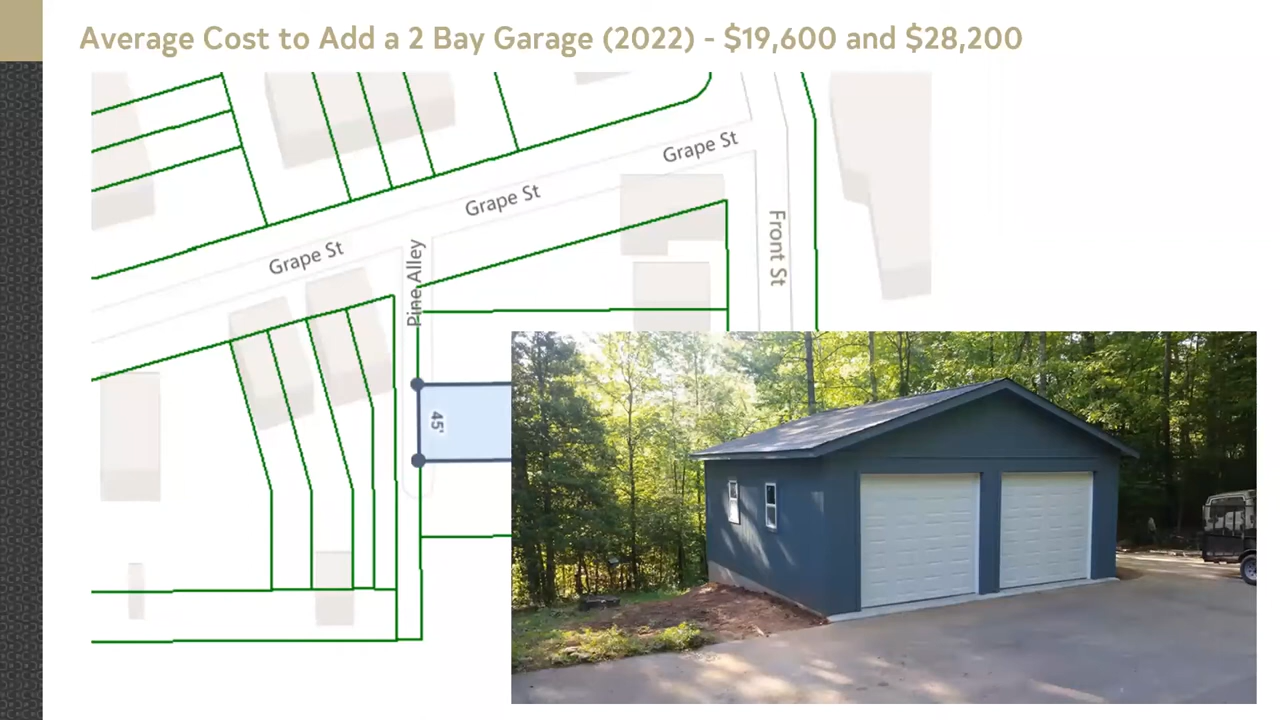 Average Cost to Add a 2 Bay Garage (2022) - $19,600 and $28,200
Grape St
Grape St
Grape St
Pine Alley
Front St
45'